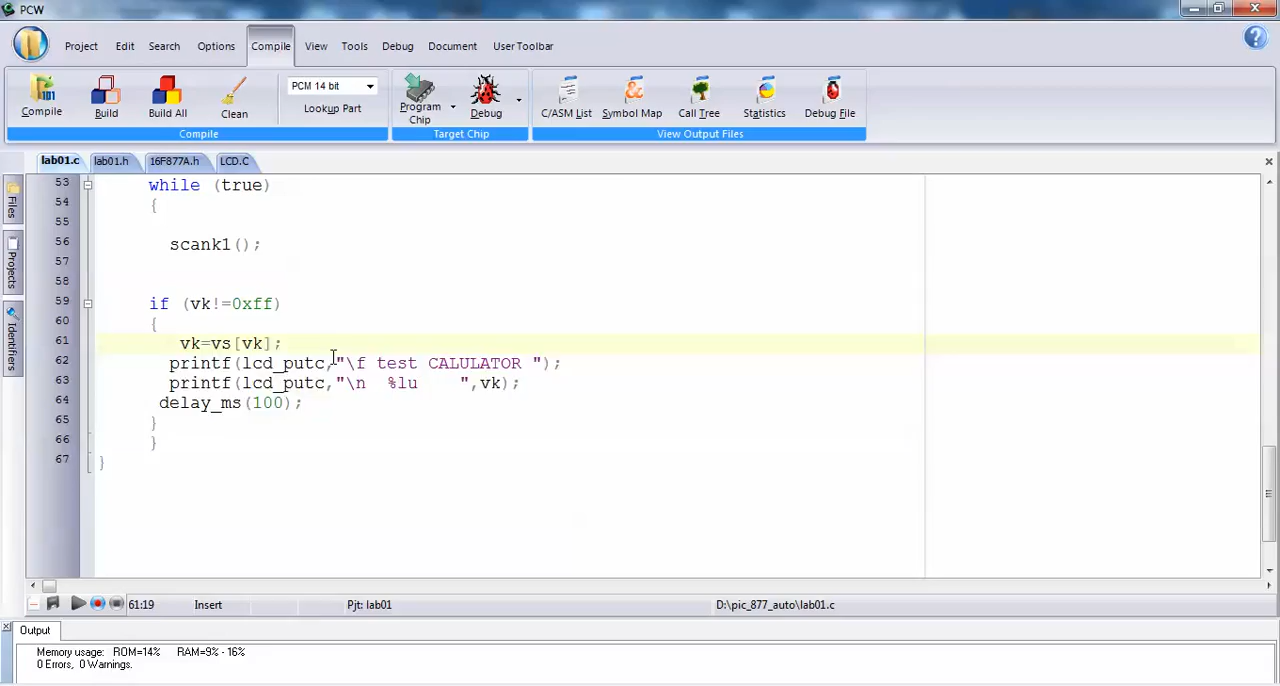 PCW
Project Edit Search Options Compile View Tools Debug Document User Toolbar
Compile Build Build All Clean
PCM 14 bit
Lookup Part
Program Chip Debug
C/ASM List Symbol Map Call Tree Statistics Debug File
Compile Target Chip View Output Files
lab01.c lab01.h 16F877A.h LCD.C
Files
Projects
Identifiers
53 while (true)
54 {
55
56 scank1();
57
58
59 if (vk!=0xff)
60 {
61 vk=vs[vk];
62 printf(lcd_putc,"\f test CALULATOR ");
63 printf(lcd_putc,"\n  %lu    ",vk);
64 delay_ms(100);
65 }
66 }
67 }
61:19 Insert Pjt: lab01 D:\pic_877_auto\lab01.c
Output
Memory usage: ROM=14% RAM=9% - 16%
0 Errors, 0 Warnings.